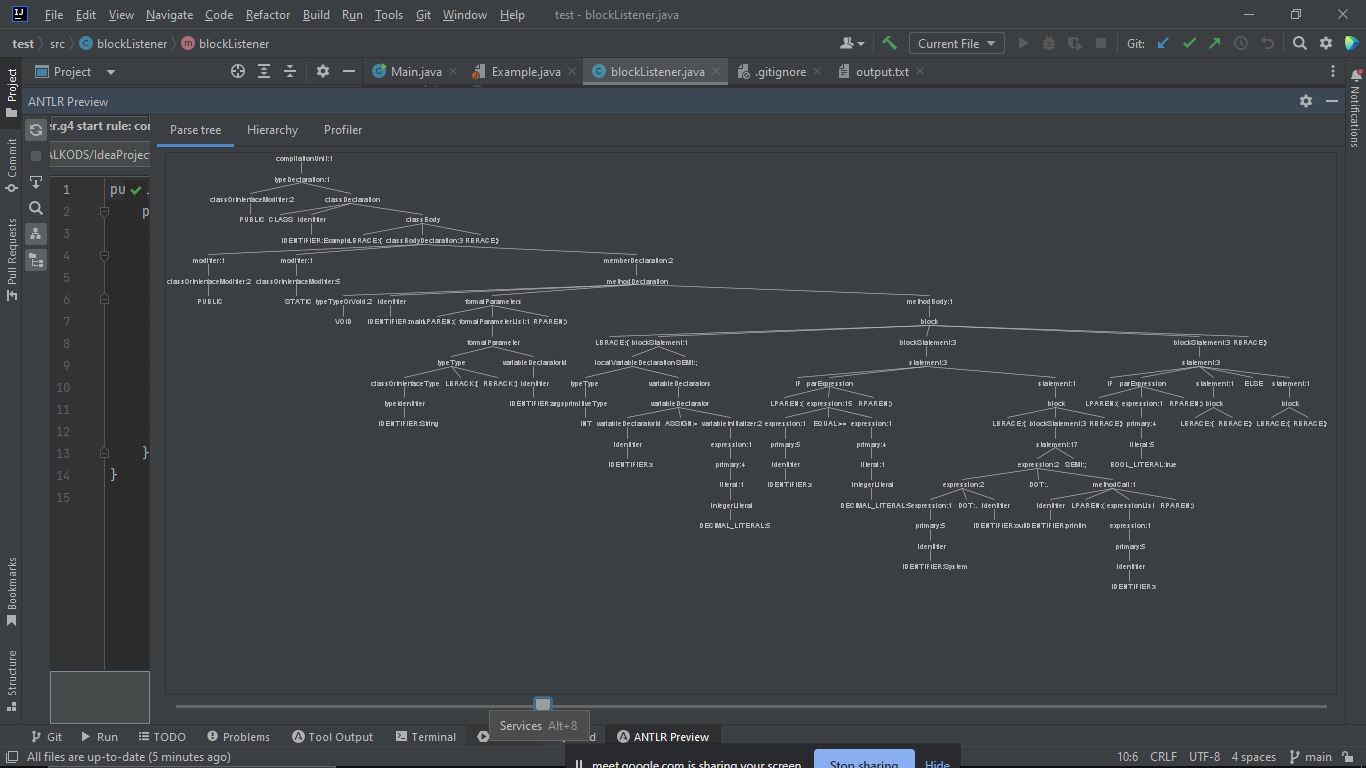 IJ File Edit View Navigate Code Refactor Build Run Tools Git Window Help test - blockListener.java
test src blockListener blockListener Current File Git:
Project Main.java Example.java blockListener.java .gitignore output.txt
ANTLR Preview
er.g4 start rule: cor Parse tree Hierarchy Profiler
ALKODS/IdeaProjec
Project
Commit
Pull Requests
Bookmarks
Structure
Notifications
1 pu
2 p
3
4
5
6
7
8
9
10
11
12
13 }
14 }
15
compilationUnit:1
typeDeclaration:1
classOrInterfaceModifier:2 classDeclaration
PUBLIC CLASS identifier classBody
IDENTIFIER:Example LBRACE:{ classBodyDeclaration:3 RBRACE:}
modifier:1 modifier:1 memberDeclaration:2
classOrInterfaceModifier:2 classOrInterfaceModifier:5 methodDeclaration
PUBLIC STATIC typeTypeOrVoid:2 identifier formalParameters methodBody:1
VOID IDENTIFIER:main LPAREN:( formalParameterList:1 RPAREN:) block
formalParameter LBRACE:{ blockStatement:1 blockStatement:3 blockStatement:3 RBRACE:}
typeType variableDeclaratorId localVariableDeclaration SEMI:; statement:3 statement:3
classOrInterfaceType LBRACK:[ RBRACK:] identifier typeType variableDeclarators IF parExpression statement:1 IF parExpression statement:1 ELSE statement:1
typeIdentifier IDENTIFIER:args primitiveType variableDeclarator LPAREN:( expression:15 RPAREN:) block LPAREN:( expression:1 RPAREN:) block block
IDENTIFIER:String INT variableDeclaratorId ASSIGN:= variableInitializer:2 expression:1 EQUAL:== expression:1 LBRACE:{ blockStatement:3 RBRACE:} primary:4 LBRACE:{ RBRACE:} LBRACE:{ RBRACE:}
identifier expression:1 primary:5 primary:4 statement:17 literal:5
IDENTIFIER:x primary:4 identifier literal:1 expression:2 SEMI:; BOOL_LITERAL:true
literal:1 IDENTIFIER:x integerLiteral expression:2 DOT:. methodCall:1
integerLiteral DECIMAL_LITERAL:5 expression:1 DOT:. identifier identifier LPAREN:( expressionList RPAREN:)
DECIMAL_LITERAL:5 primary:5 IDENTIFIER:out IDENTIFIER:println expression:1
identifier primary:5
IDENTIFIER:System identifier
IDENTIFIER:x
Services Alt+8
Git Run TODO Problems Tool Output Terminal d ANTLR Preview
All files are up-to-date (5 minutes ago) meet.google.com is sharing your screen. Stop sharing Hide 10:6 CRLF UTF-8 4 spaces main